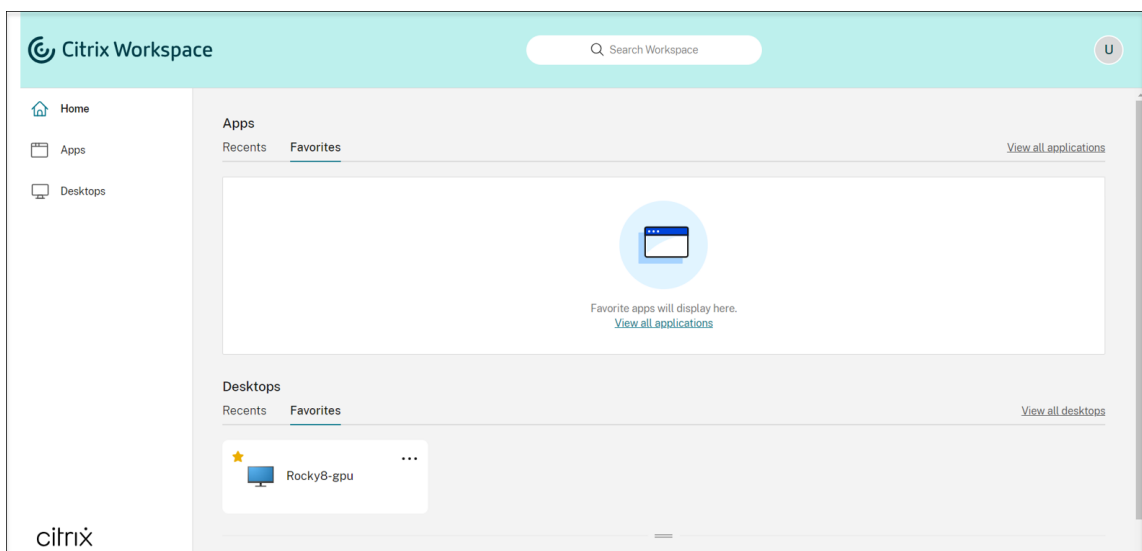 Citrix Workspace
Search Workspace
U
Home
Apps
Desktops
Apps
Recents Favorites View all applications
Favorite apps will display here.
View all applications
Desktops
Recents Favorites View all desktops
Rocky8-gpu
citrix